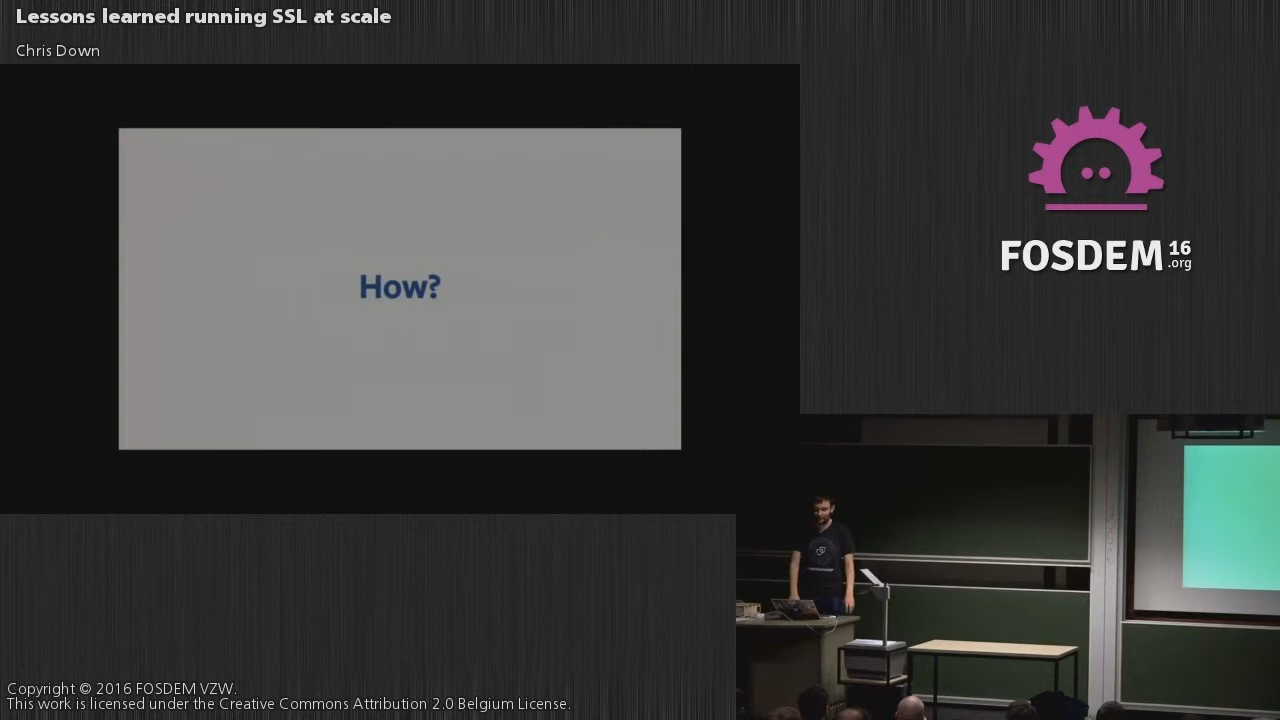 Lessons learned running SSL at scale
Chris Down
How?
FOSDEM 16
.org
Copyright © 2016 FOSDEM VZW.
This work is licensed under the Creative Commons Attribution 2.0 Belgium License.